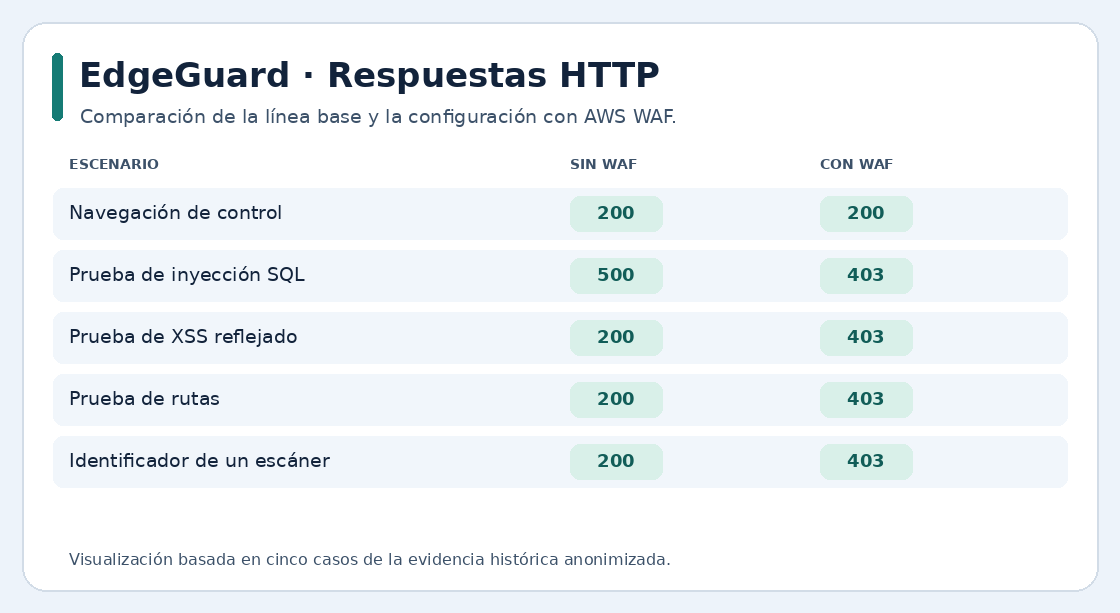 EdgeGuard · Respuestas HTTP
Comparación de la línea base y la configuración con AWS WAF.
ESCENARIO SIN WAF CON WAF
Navegación de control 200 200
Prueba de inyección SQL 500 403
Prueba de XSS reflejado 200 403
Prueba de rutas 200 403
Identificador de un escáner 200 403
Visualización basada en cinco casos de la evidencia histórica anonimizada.